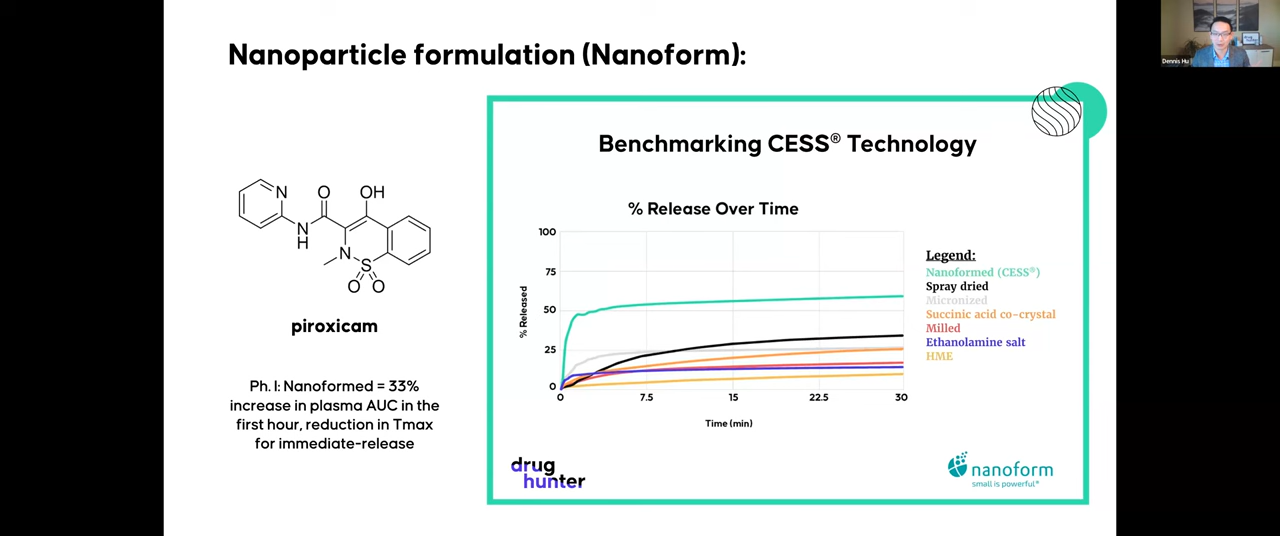 Nanoparticle formulation (Nanoform):
Dennis Hu
Benchmarking CESS® Technology
N
O
OH
N
H
N
S
O
O
piroxicam
Ph. I: Nanoformed = 33%
increase in plasma AUC in the
first hour, reduction in Tmax
for immediate-release
% Release Over Time
% Released
100
75
50
25
0
0
7.5
15
22.5
30
Time (min)
Legend:
Nanoformed (CESS®)
Spray dried
Micronized
Succinic acid co-crystal
Milled
Ethanolamine salt
HME
drug
hunter
nanoform
small is powerful®